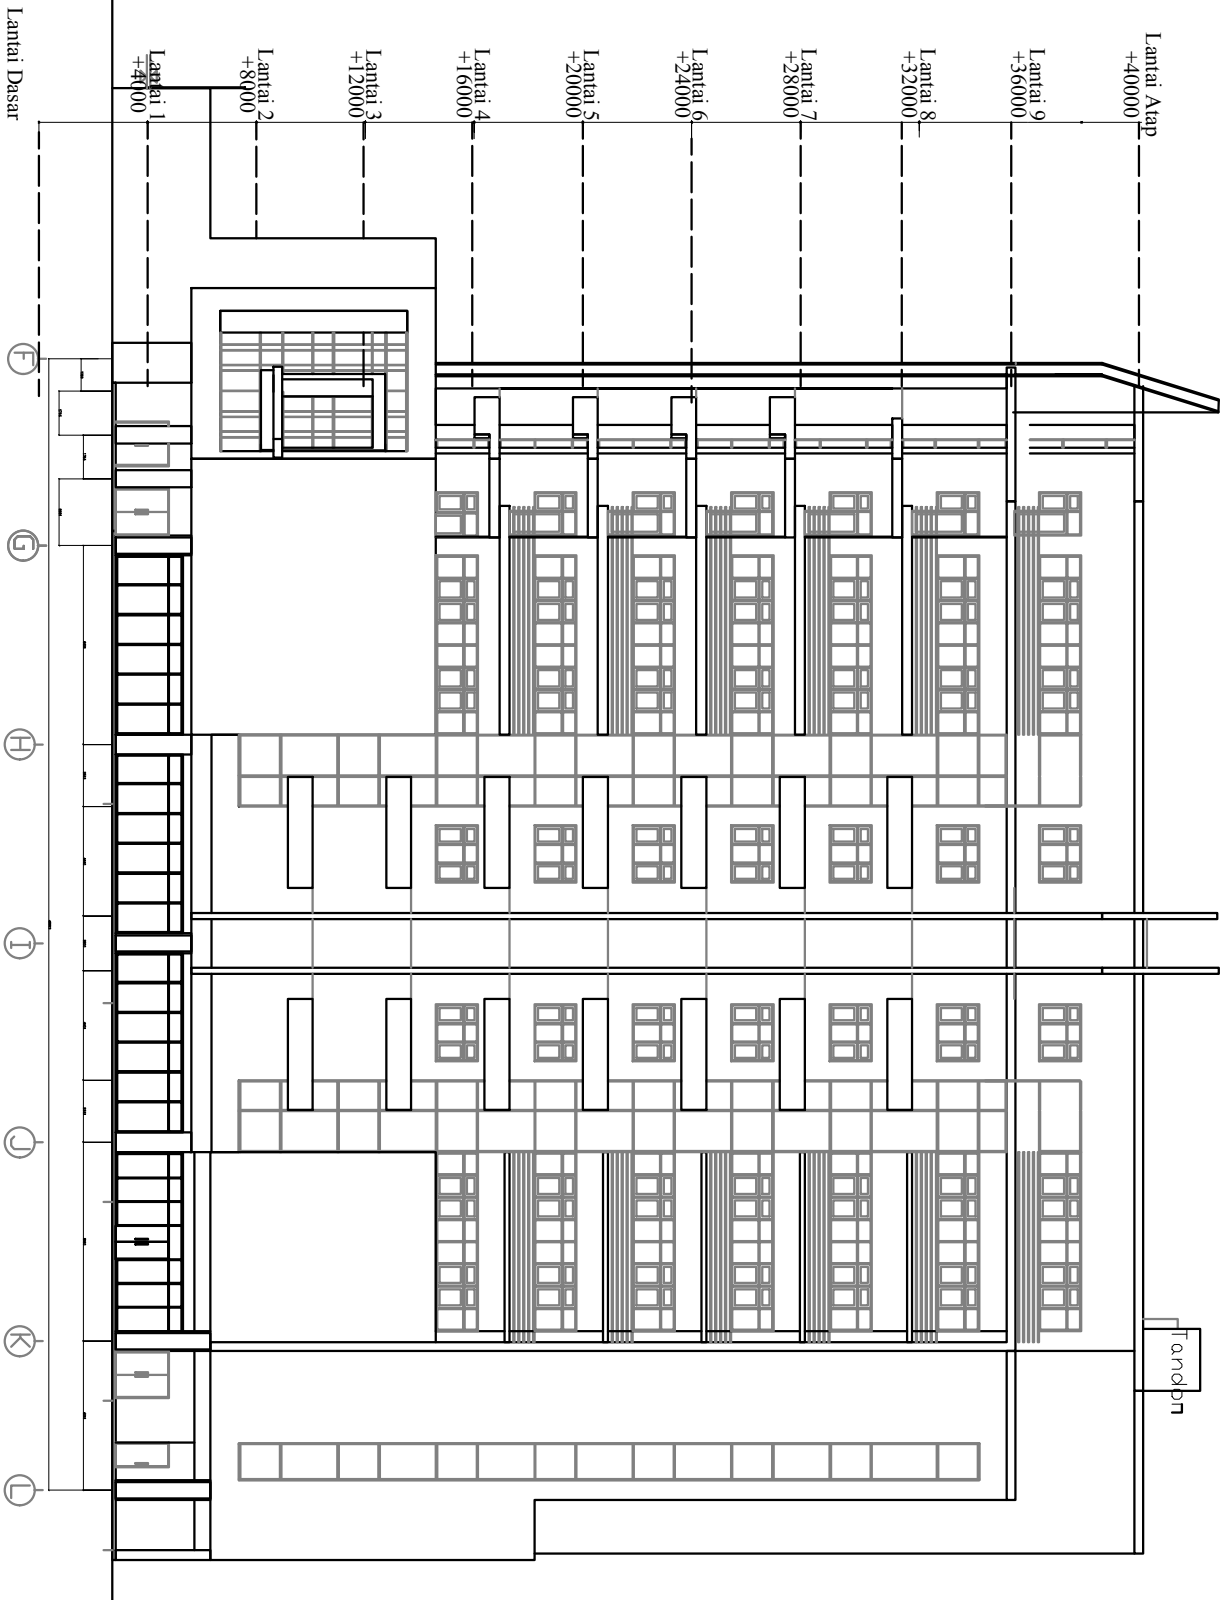 Lantai Atap
+40000
Lantai 9
+36000
Lantai 8
+32000
Lantai 7
+28000
Lantai 6
+24000
Lantai 5
+20000
Lantai 4
+16000
Lantai 3
+12000
Lantai 2
+8000
Lantai 1
+4000
Lantai Dasar
Tandon
F
G
H
I
J
K
L